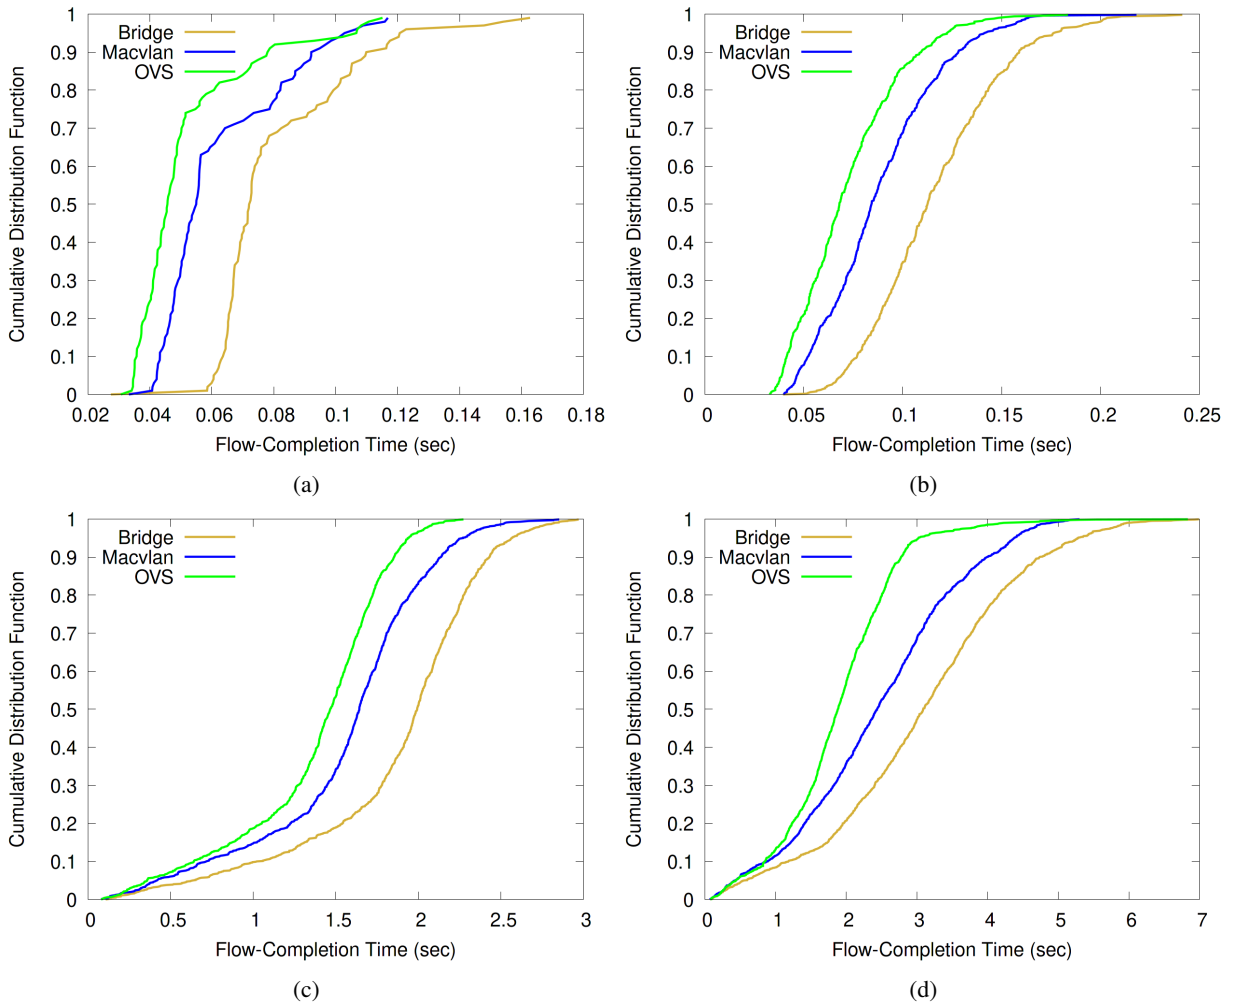 Cumulative Distribution Function
1
0.9
0.8
0.7
0.6
0.5
0.4
0.3
0.2
0.1
0
Bridge
Macvlan
OVS
0.02 0.04 0.06 0.08 0.1 0.12 0.14 0.16 0.18
Flow-Completion Time (sec)
(a)
Cumulative Distribution Function
1
0.9
0.8
0.7
0.6
0.5
0.4
0.3
0.2
0.1
0
Bridge
Macvlan
OVS
0 0.05 0.1 0.15 0.2 0.25
Flow-Completion Time (sec)
(b)
Cumulative Distribution Function
1
0.9
0.8
0.7
0.6
0.5
0.4
0.3
0.2
0.1
0
Bridge
Macvlan
OVS
0 0.5 1 1.5 2 2.5 3
Flow-Completion Time (sec)
(c)
Cumulative Distribution Function
1
0.9
0.8
0.7
0.6
0.5
0.4
0.3
0.2
0.1
0
Bridge
Macvlan
OVS
0 1 2 3 4 5 6 7
Flow-Completion Time (sec)
(d)